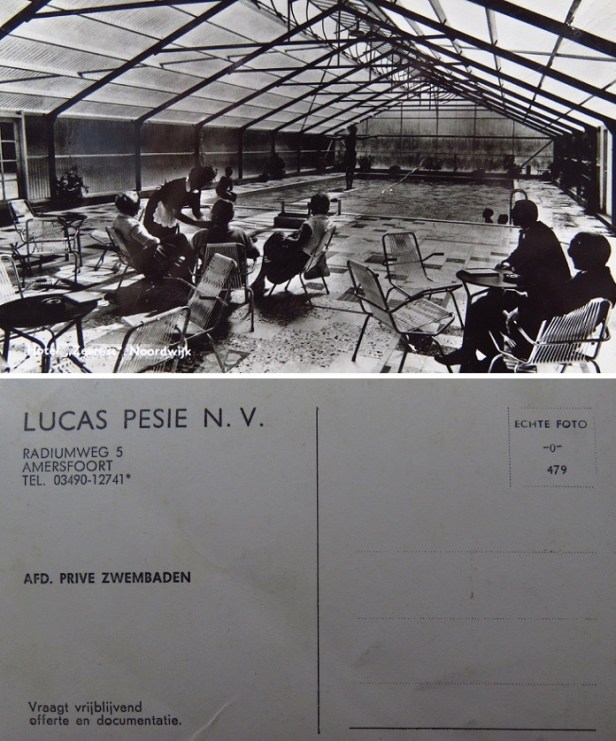 Hotel „Zeerust", Noordwijk
LUCAS PESIE N. V.
RADIUMWEG 5
AMERSFOORT
TEL. 03490-12741*
AFD. PRIVE ZWEMBADEN
Vraagt vrijblijvend
offerte en documentatie.
ECHTE FOTO
-0-
479